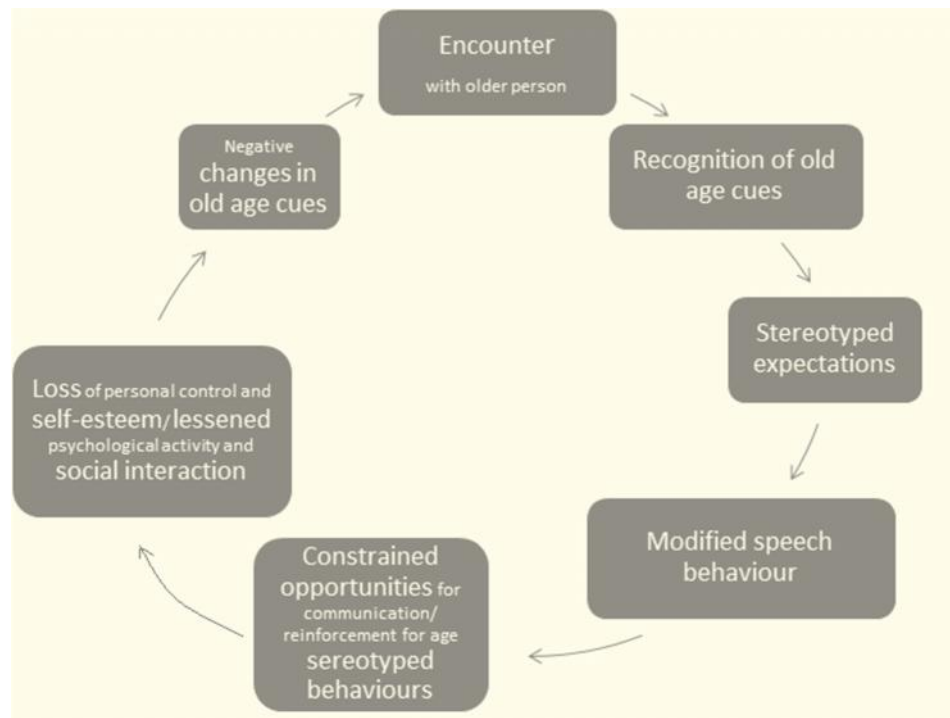 Encounter
with older person
Recognition of old
age cues
Stereotyped
expectations
Modified speech
behaviour
Constrained
opportunities for
communication/
reinforcement for age
sereotyped
behaviours
Loss of personal control and
self-esteem/lessened
psychological activity and
social interaction
Negative
changes in
old age cues